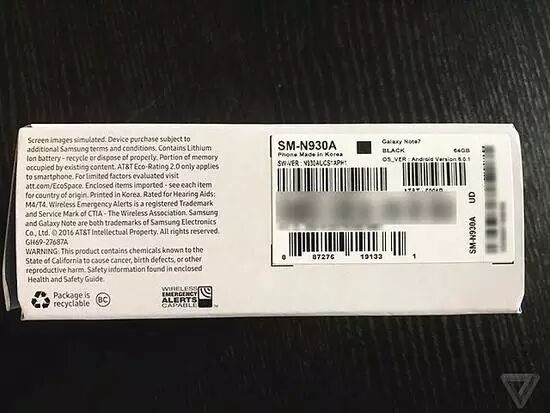 Screen images simulated. Device purchase subject to
additional Samsung terms and conditions. Contains Lithium
Ion battery - recycle or dispose of properly. Portion of memory
occupied by existing content. AT&T Eco-Rating 2.0 only applies
to smartphone. For limited factors evaluated visit
att.com/EcoSpace. Enclosed items imported - see each item
for country of origin. Printed in Korea. Rated for Hearing Aids;
M4/T4. Wireless Emergency Alerts is a registered Trademark
and Service Mark of CTIA - The Wireless Association. Samsung
and Galaxy Note are both trademarks of Samsung Electronics
Co., Ltd. © 2016 AT&T Intellectual Property. All rights reserved.
GH69-27687A
WARNING: This product contains chemicals known to the
State of California to cause cancer, birth defects, or other
reproductive harm. Safety information found in enclosed
Health and Safety Guide.
Package is
recyclable
BC
WIRELESS
EMERGENCY
ALERTS
CAPABLE
SM-N930A
Phone Made in Korea
Galaxy Note7
BLACK 64GB
OS_VER : Android Version 6.0.1
SW-VER : N930AUCS1APH1
UD
SM-N930A
0 87276 19133 1